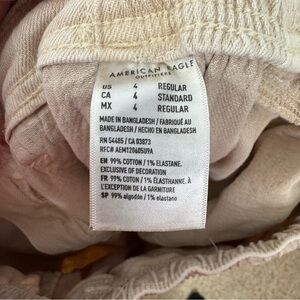 AMERICAN EAGLE
OUTFITTERS
US 4 REGULAR
CA 4 STANDARD
MX 4 REGULAR
MADE IN BANGLADESH / FABRIQUÉ AU
BANGLADESH / HECHO EN BANGLADESH
RN 54485 / CA 03873
RFC# AEM120605U9A
EN 99% COTTON / 1% ELASTANE.
EXCLUSIVE OF DECORATION
FR 99% COTON / 1% ÉLASTHANNE. À
L'EXCEPTION DE LA GARNITURE
SP 99% algodón / 1% elastano